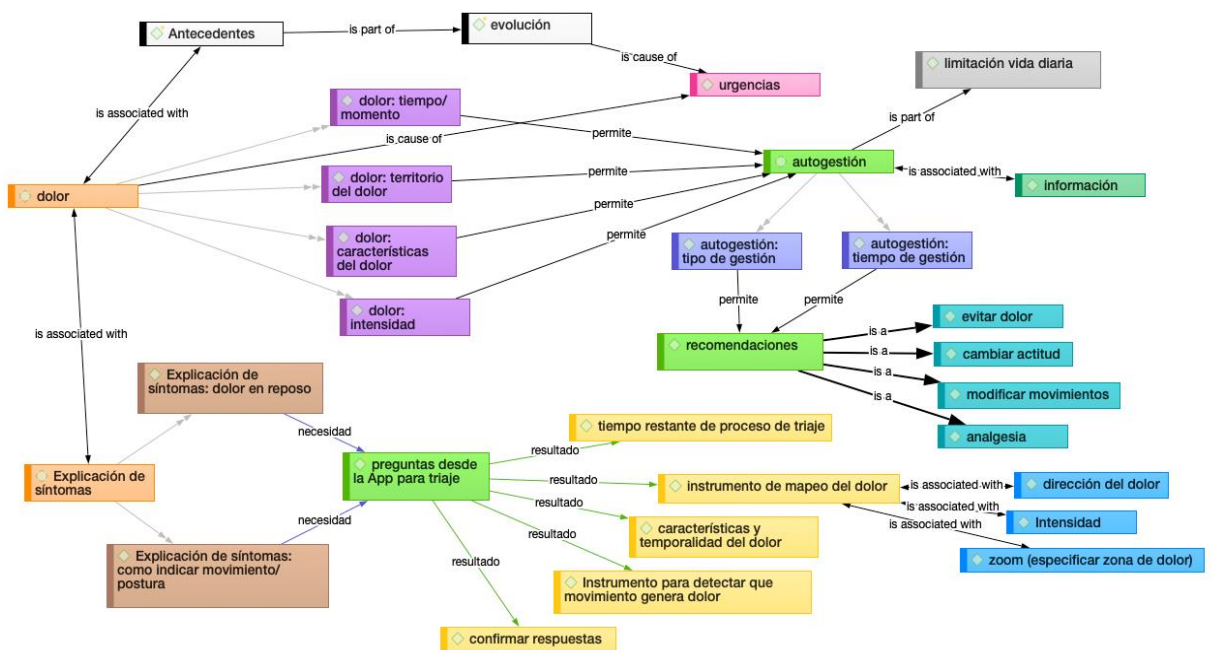 Antecedentes
is part of
evolución
is cause of
urgencias
limitación vida diaria
is associated with
dolor: tiempo/
momento
is cause of
permite
is part of
dolor
dolor: territorio
del dolor
permite
autogestión
is associated with
información
dolor:
características
del dolor
permite
permite
autogestión:
tipo de gestión
autogestión:
tiempo de gestión
dolor:
intensidad
permite
permite
is associated with
recomendaciones
is a
evitar dolor
is a
cambiar actitud
is a
modificar movimientos
is a
analgesia
Explicación de
síntomas: dolor en reposo
necesidad
Explicación de
síntomas
preguntas desde
la App para triaje
necesidad
Explicación de síntomas:
como indicar movimiento/
postura
resultado
tiempo restante de proceso de triaje
resultado
instrumento de mapeo del dolor
is associated with
dirección del dolor
is associated with
Intensidad
is associated with
zoom (especificar zona de dolor)
resultado
características y
temporalidad del dolor
resultado
Instrumento para detectar que
movimiento genera dolor
resultado
confirmar respuestas